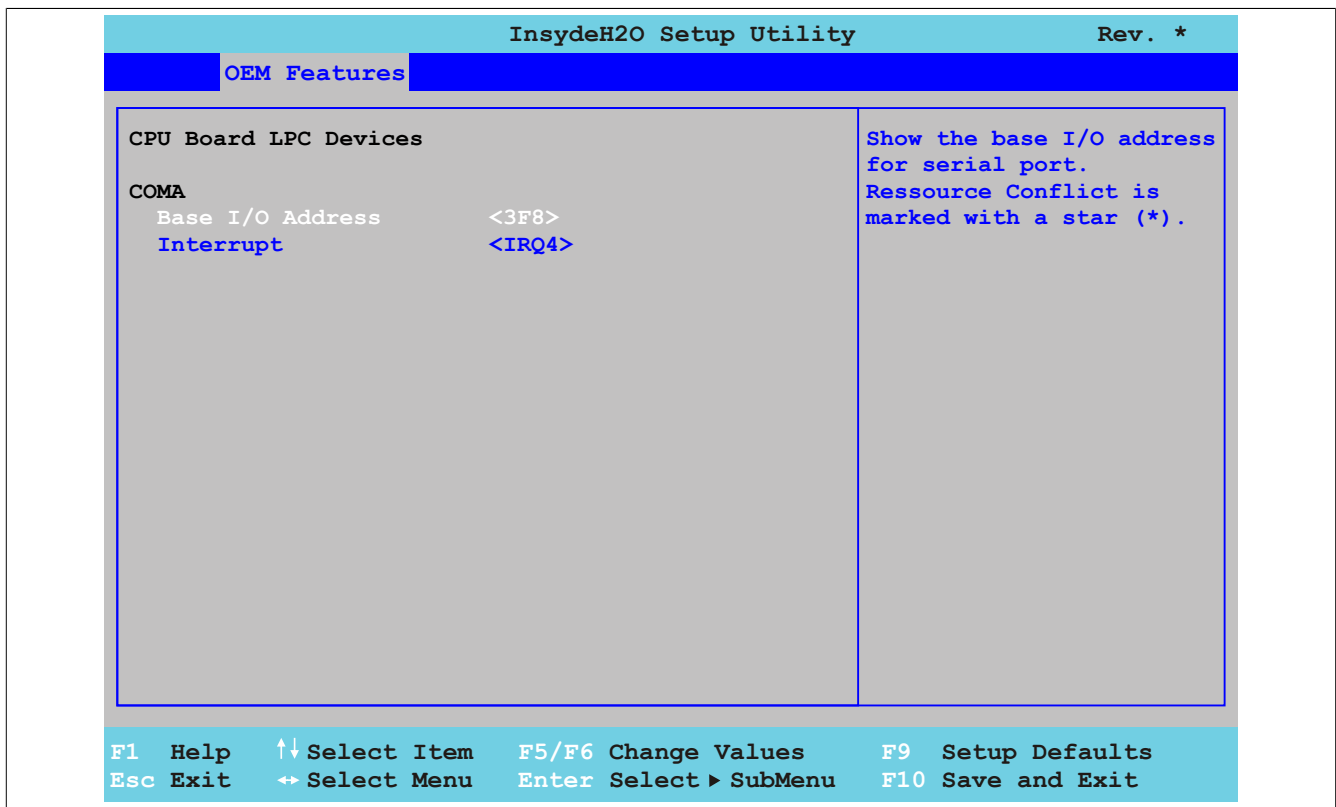 InsydeH2O Setup Utility Rev. *
OEM Features
CPU Board LPC Devices
COMA
Base I/O Address <3F8>
Interrupt <IRQ4>
Show the base I/O address
for serial port.
Ressource Conflict is
marked with a star (*).
F1 Help ↑↓ Select Item F5/F6 Change Values F9 Setup Defaults
Esc Exit ↔ Select Menu Enter Select ▶ SubMenu F10 Save and Exit